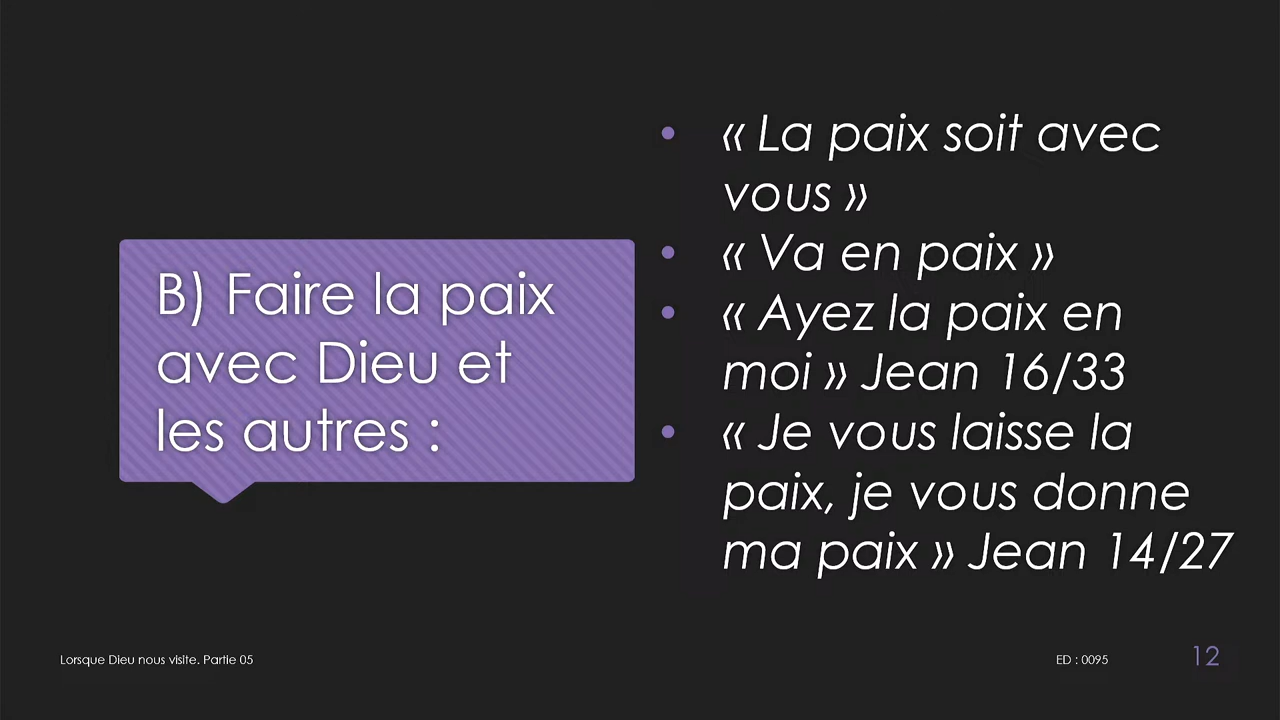 B) Faire la paix
avec Dieu et
les autres :
• « La paix soit avec
vous »
• « Va en paix »
• « Ayez la paix en
moi » Jean 16/33
• « Je vous laisse la
paix, je vous donne
ma paix » Jean 14/27
Lorsque Dieu nous visite. Partie 05
ED : 0095
12